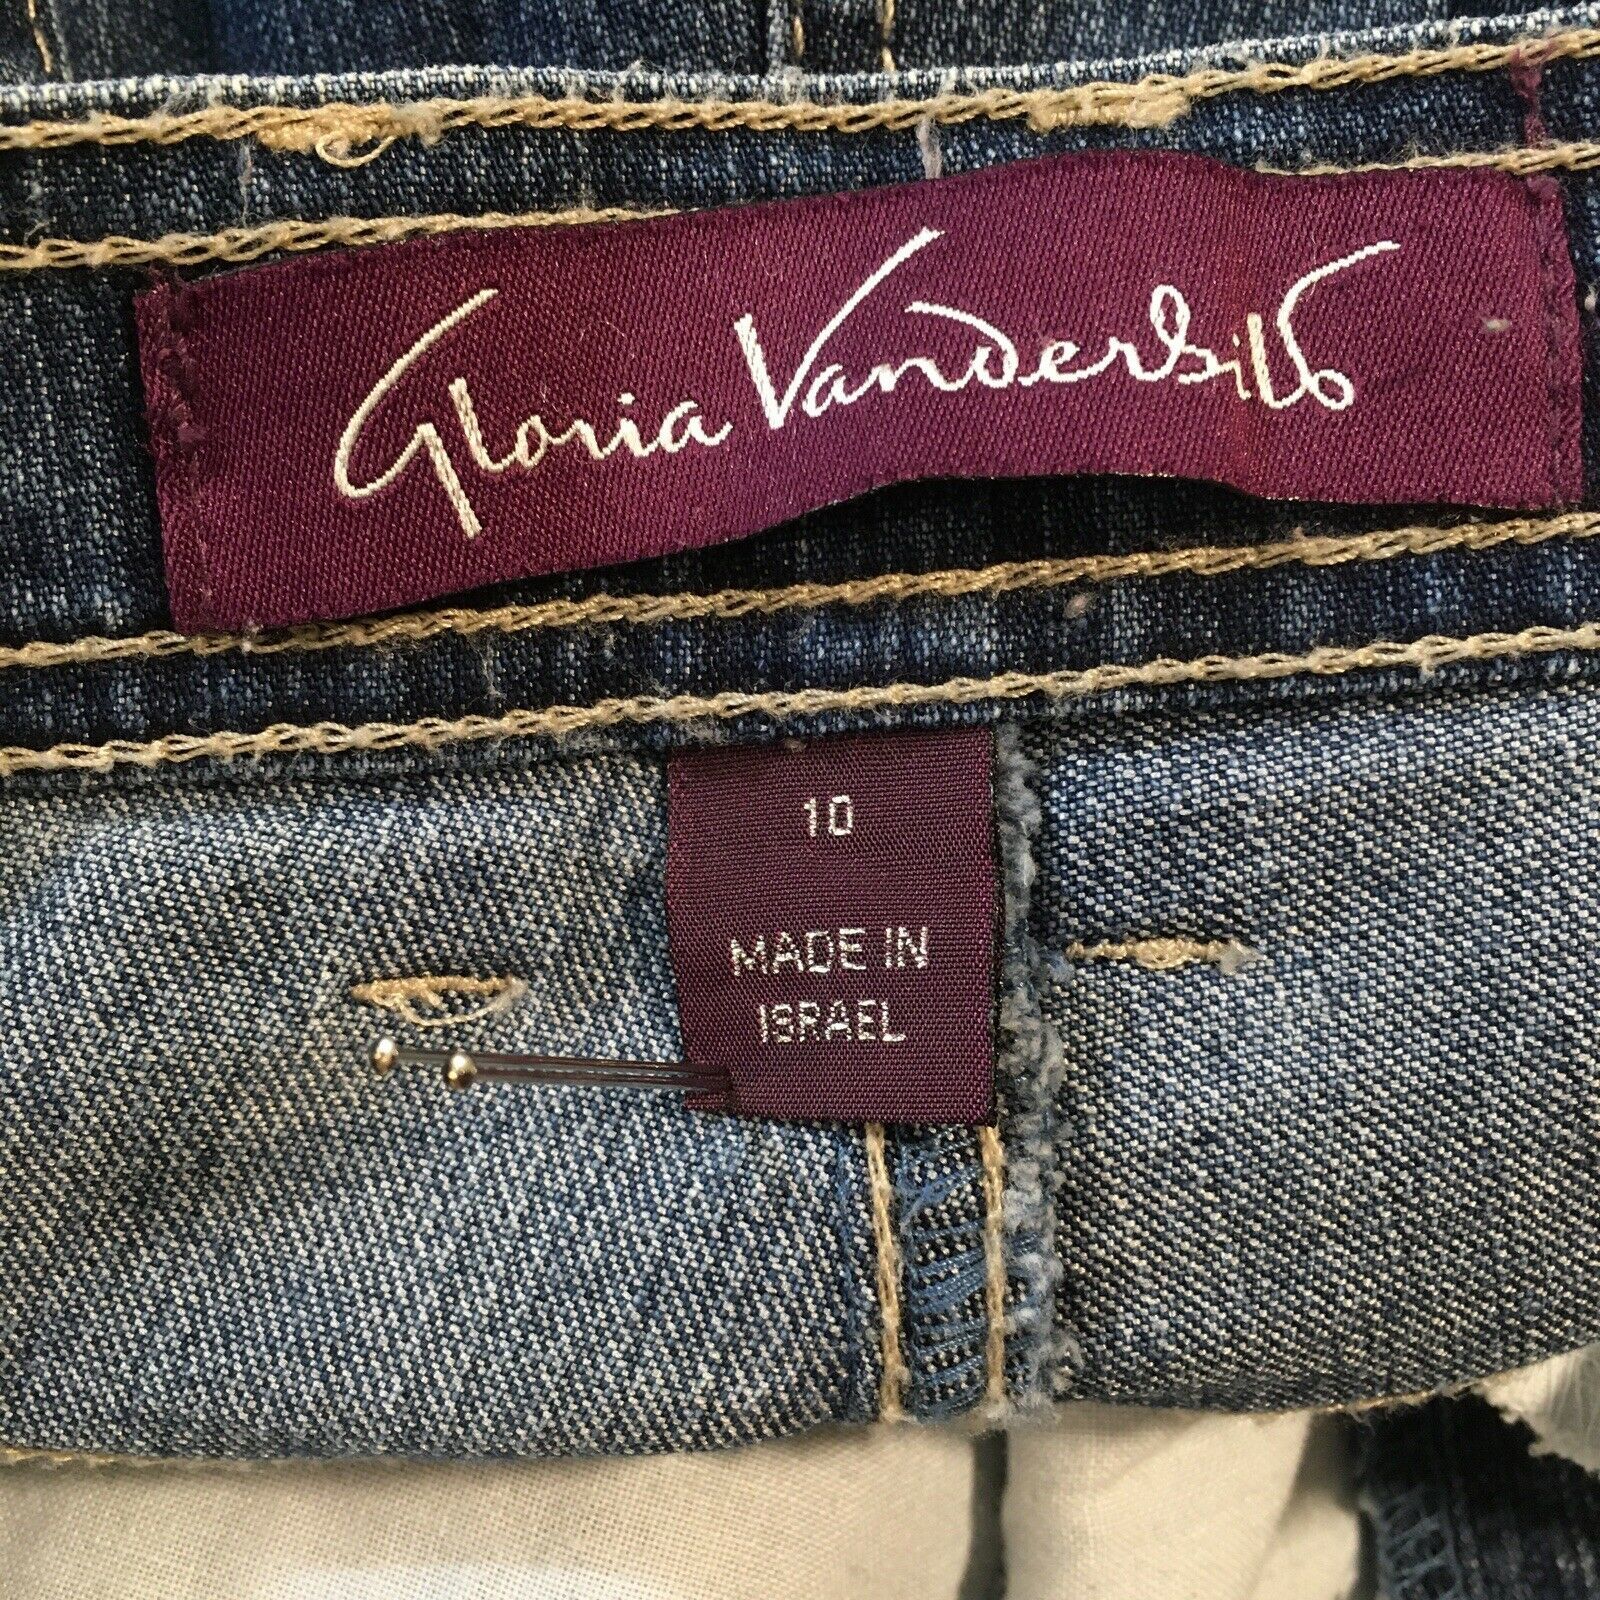 Gloria Vanderbilt
10
MADE IN
ISRAEL